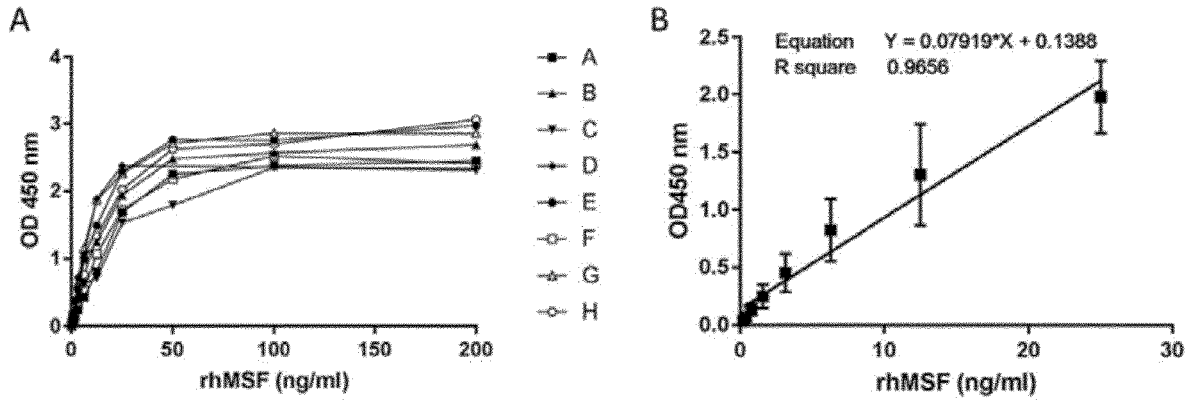 A
OD 450 nm
4
3
2
1
0
0 50 100 150 200
rhMSF (ng/ml)
A
B
C
D
E
F
G
H
B
Equation Y = 0.07919*X + 0.1388
R square 0.9656
OD450 nm
2.5
2.0
1.5
1.0
0.5
0.0
0 10 20 30
rhMSF (ng/ml)